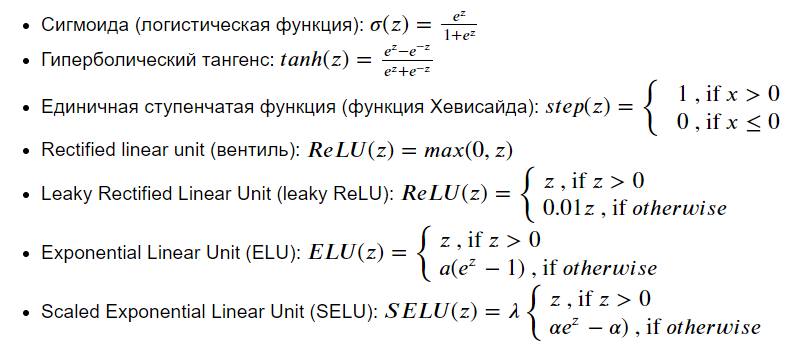 • Сигмоида (логистическая функция): σ(z) = e^z / (1+e^z)
• Гиперболический тангенс: tanh(z) = (e^z−e^−z) / (e^z+e^−z)
• Единичная ступенчатая функция (функция Хевисайда): step(z) = { 1 , if x > 0
0 , if x ≤ 0
• Rectified linear unit (вентиль): ReLU(z) = max(0, z)
• Leaky Rectified Linear Unit (leaky ReLU): ReLU(z) = { z , if z > 0
0.01z , if otherwise
• Exponential Linear Unit (ELU): ELU(z) = { z , if z > 0
a(e^z − 1) , if otherwise
• Scaled Exponential Linear Unit (SELU): SELU(z) = λ { z , if z > 0
αe^z − α) , if otherwise